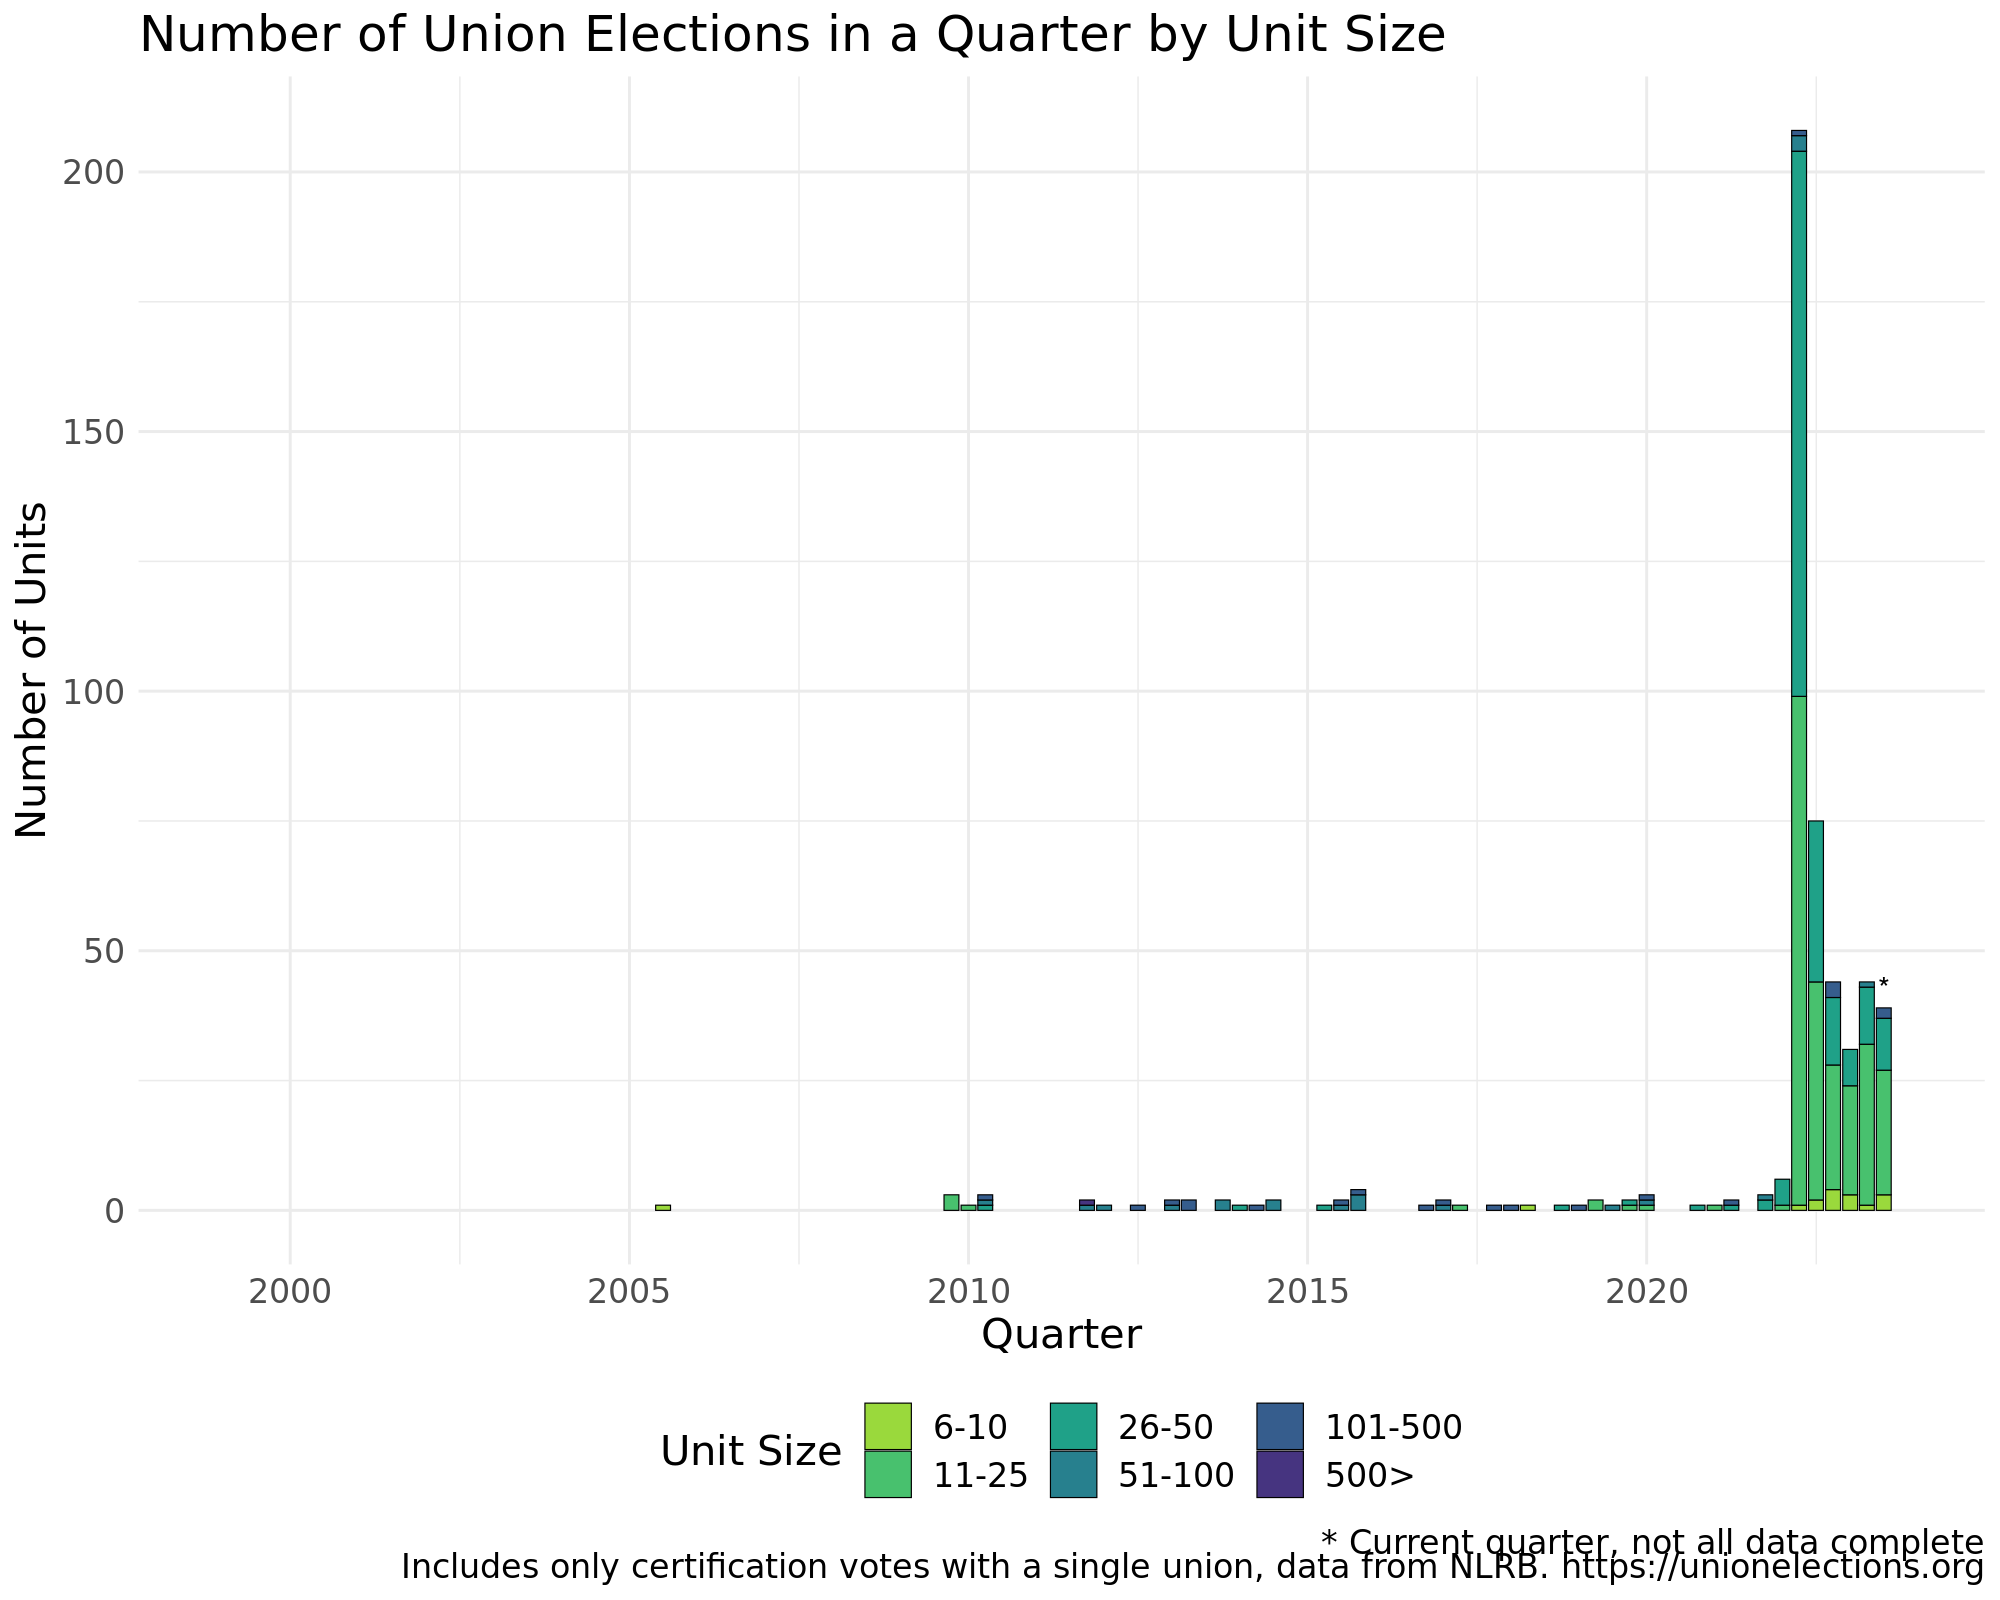 Number of Union Elections in a Quarter by Unit Size
Number of Units
200
150
100
50
0
*
2000 2005 2010 2015 2020
Quarter
Unit Size
6-10 26-50 101-500
11-25 51-100 500>
* Current quarter, not all data complete
Includes only certification votes with a single union, data from NLRB. https://unionelections.org